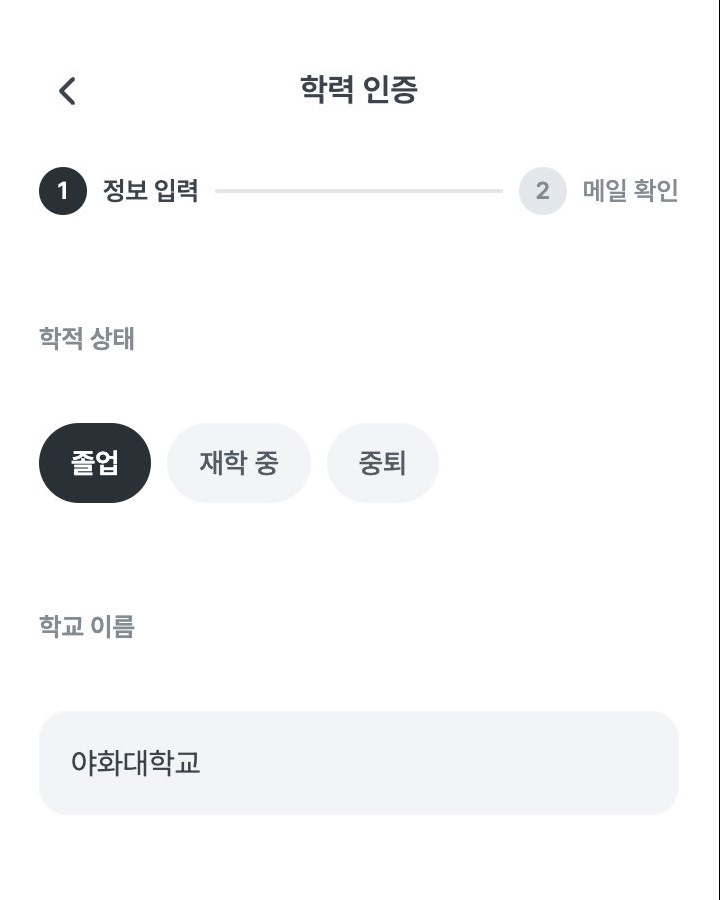 학력 인증
1 정보 입력 2 메일 확인
학적 상태
졸업 재학 중 중퇴
학교 이름
야화대학교